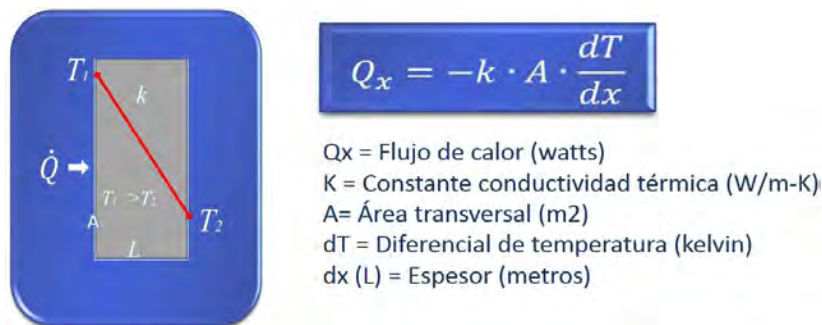 T1
k
Q̇
T1 >T2
A
T2
L
Qx = −k · A · dT/dx
Qx = Flujo de calor (watts)
K = Constante conductividad térmica (W/m-K)
A= Área transversal (m2)
dT = Diferencial de temperatura (kelvin)
dx (L) = Espesor (metros)